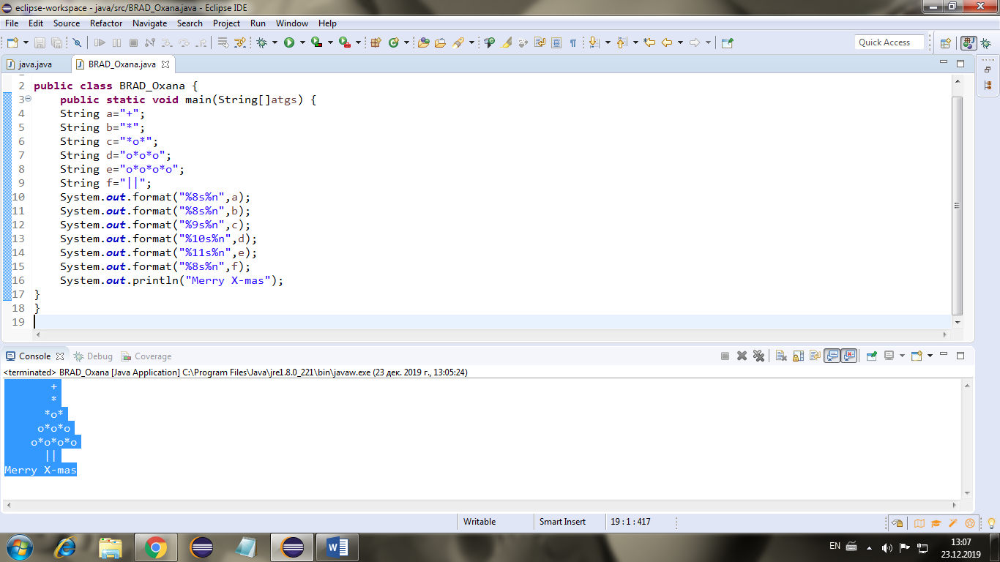 eclipse-workspace - java/src/BRAD_Oxana.java - Eclipse IDE
File Edit Source Refactor Navigate Search Project Run Window Help
Quick Access
java.java BRAD_Oxana.java
2 public class BRAD_Oxana {
3 public static void main(String[]atgs) {
4 String a="+";
5 String b="*";
6 String c="*o*";
7 String d="o*o*o";
8 String e="o*o*o*o";
9 String f="||";
10 System.out.format("%8s%n",a);
11 System.out.format("%8s%n",b);
12 System.out.format("%9s%n",c);
13 System.out.format("%10s%n",d);
14 System.out.format("%11s%n",e);
15 System.out.format("%8s%n",f);
16 System.out.println("Merry X-mas");
17 }
18 }
19
Console Debug Coverage
<terminated> BRAD_Oxana [Java Application] C:\Program Files\Java\jre1.8.0_221\bin\javaw.exe (23 дек. 2019 г., 13:05:24)
+
*
*o*
o*o*o
o*o*o*o
||
Merry X-mas
Writable Smart Insert 19 : 1 : 417
EN 13:07
23.12.2019